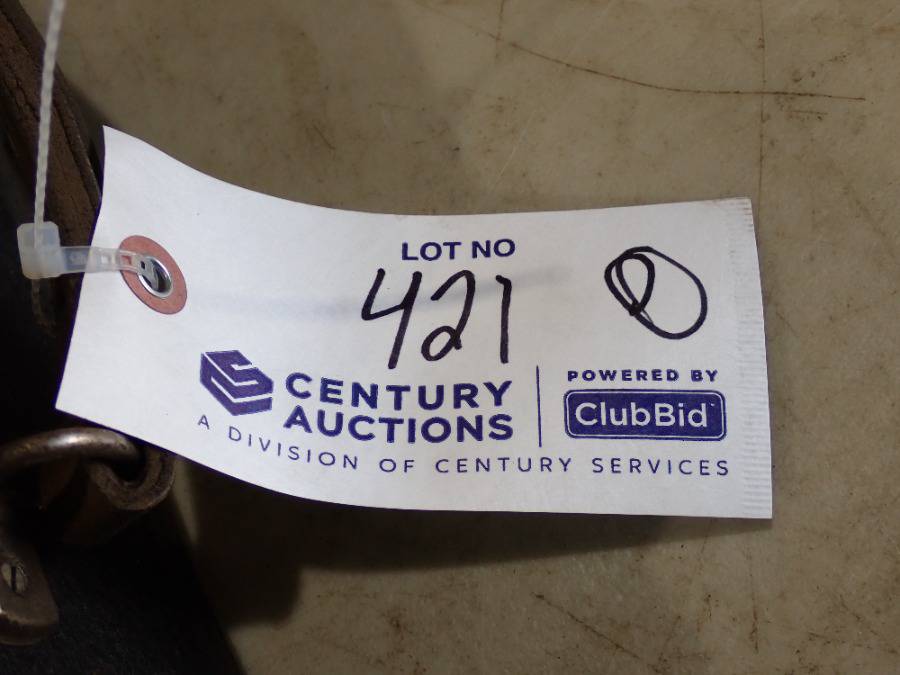 LOT NO
421
CENTURY
AUCTIONS
A DIVISION OF CENTURY SERVICES
POWERED BY
ClubBid